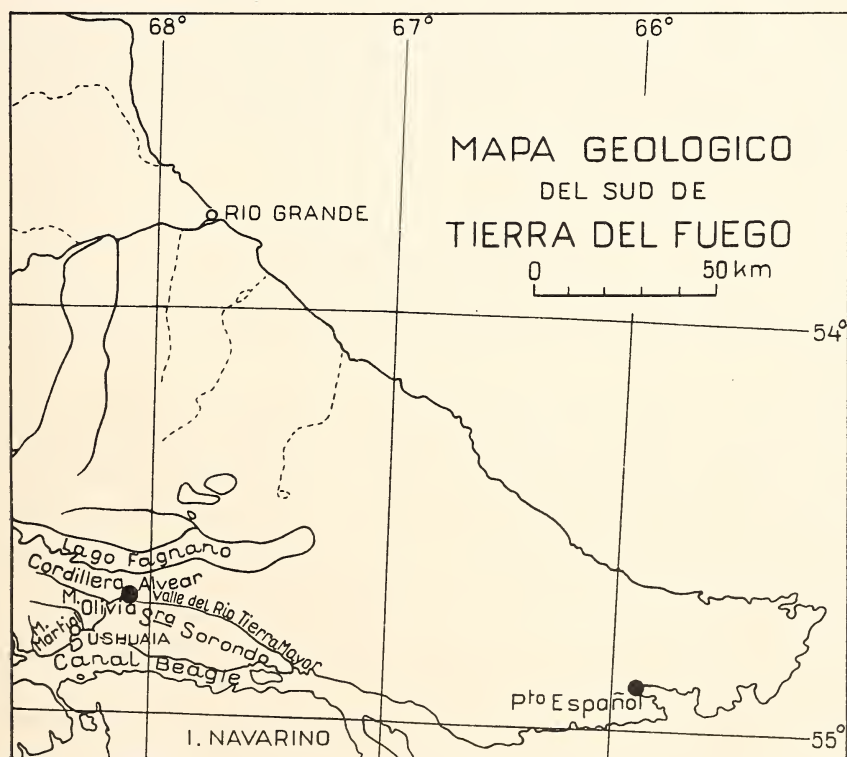 68° 67° 66°
MAPA GEOLOGICO
DEL SUD DE
TIERRA DEL FUEGO
0 50 km
RIO GRANDE
54°
Lago Fagnano
Cordillera Alvear
Valle del Rio Tierra Mayor
M. Olivia
Sra Sorondo
M. Martial
USHUAIA
Canal Beagle
Pto Español
I. NAVARINO
55°